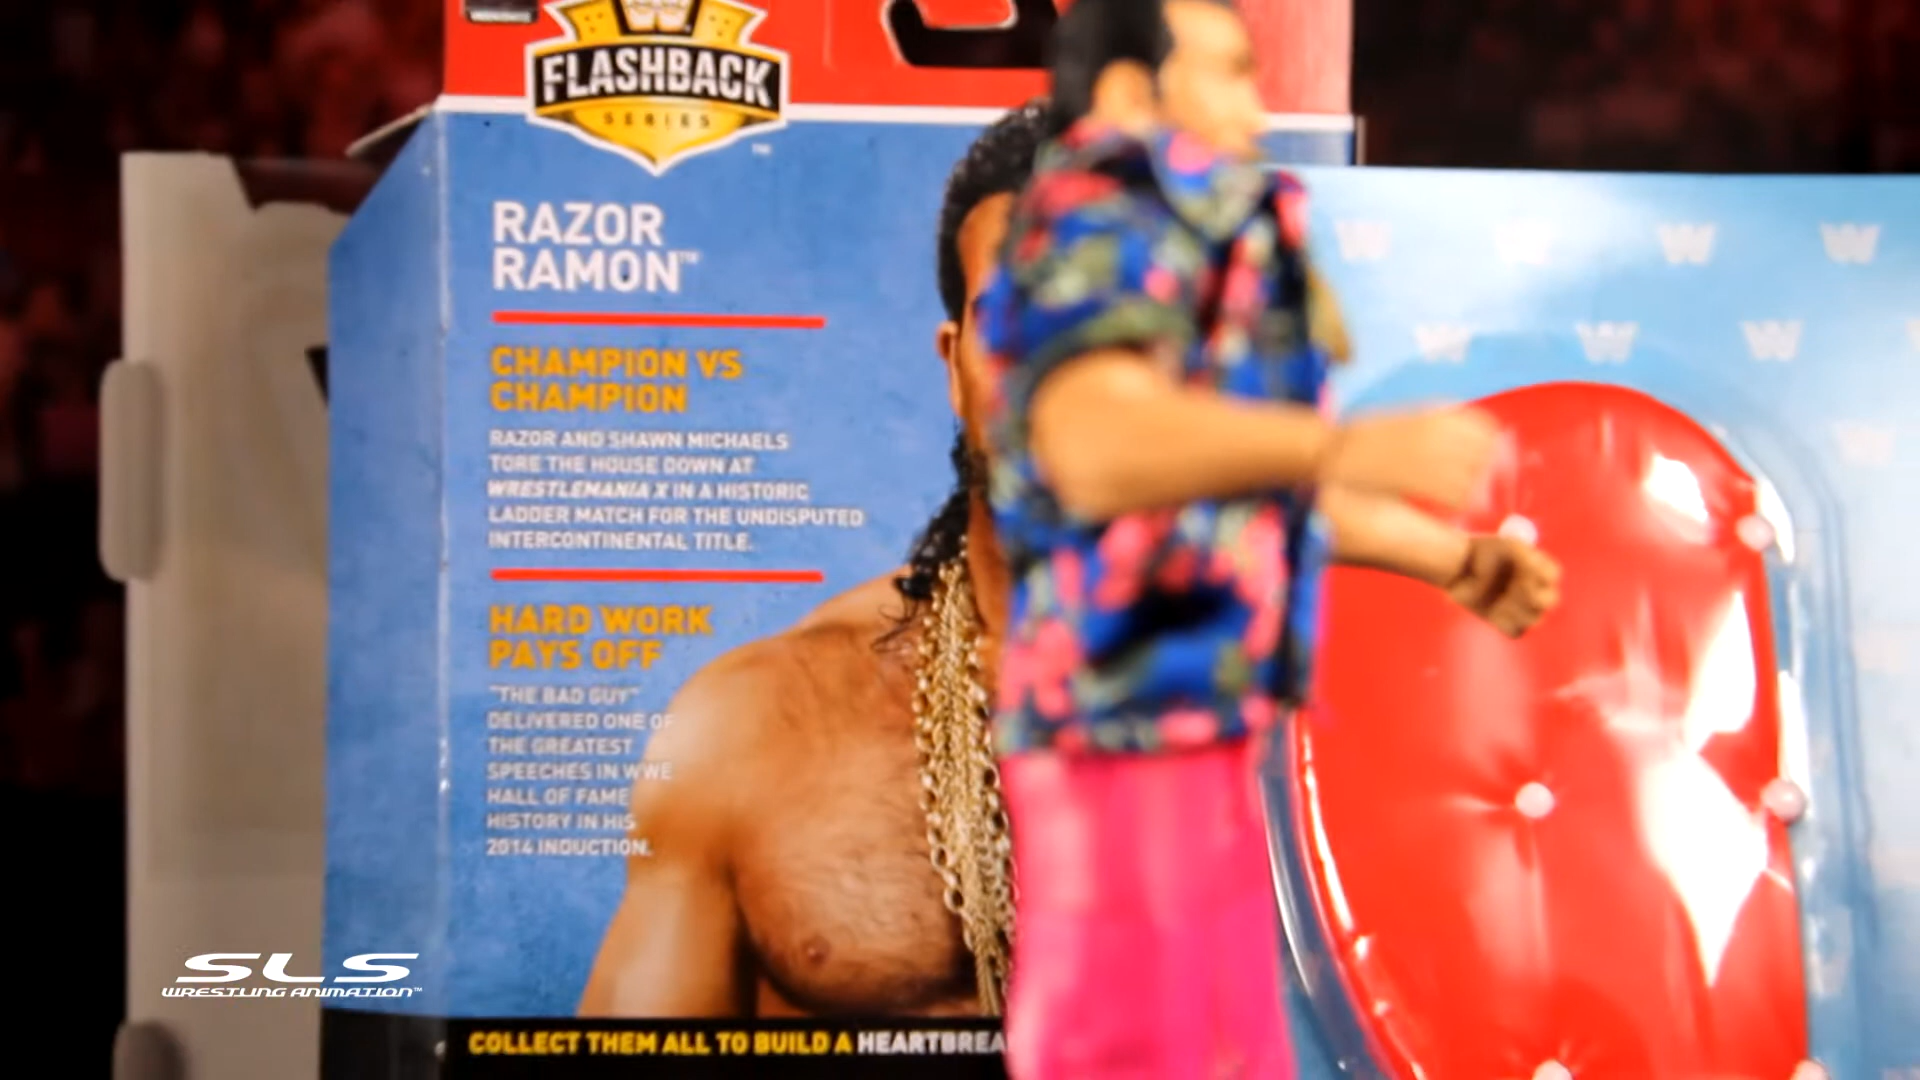 FLASHBACK
SERIES
™
RAZOR
RAMON™
CHAMPION VS
CHAMPION
RAZOR AND SHAWN MICHAELS
TORE THE HOUSE DOWN AT
WRESTLEMANIA X IN A HISTORIC
LADDER MATCH FOR THE UNDISPUTED
INTERCONTINENTAL TITLE.
HARD WORK
PAYS OFF
"THE BAD GUY"
DELIVERED ONE OF
THE GREATEST
SPEECHES IN WWE
HALL OF FAME
HISTORY IN HIS
2014 INDUCTION.
COLLECT THEM ALL TO BUILD A HEARTBREA
SLS
WRESTLING ANIMATION™